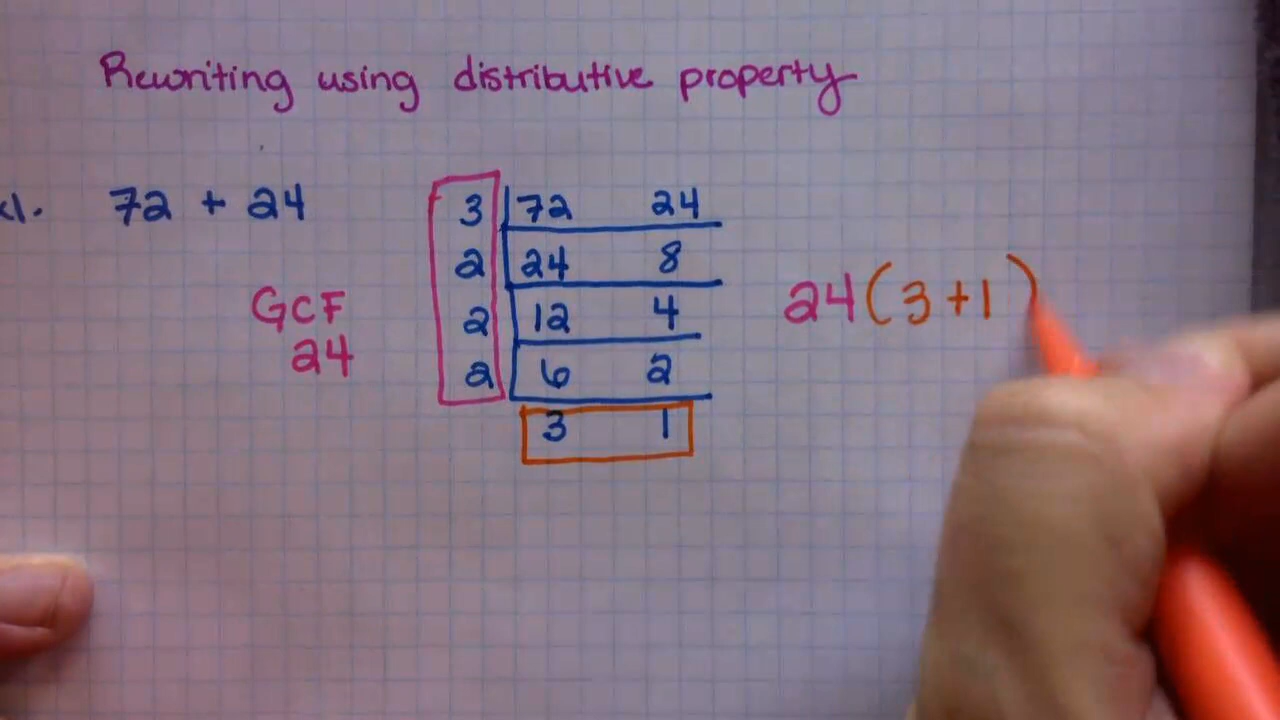 Rewriting using distributive property
x1. 72 + 24
3 72 24
2 24 8
GCF
24
2 12 4
2 6 2
3 1
24(3+1)